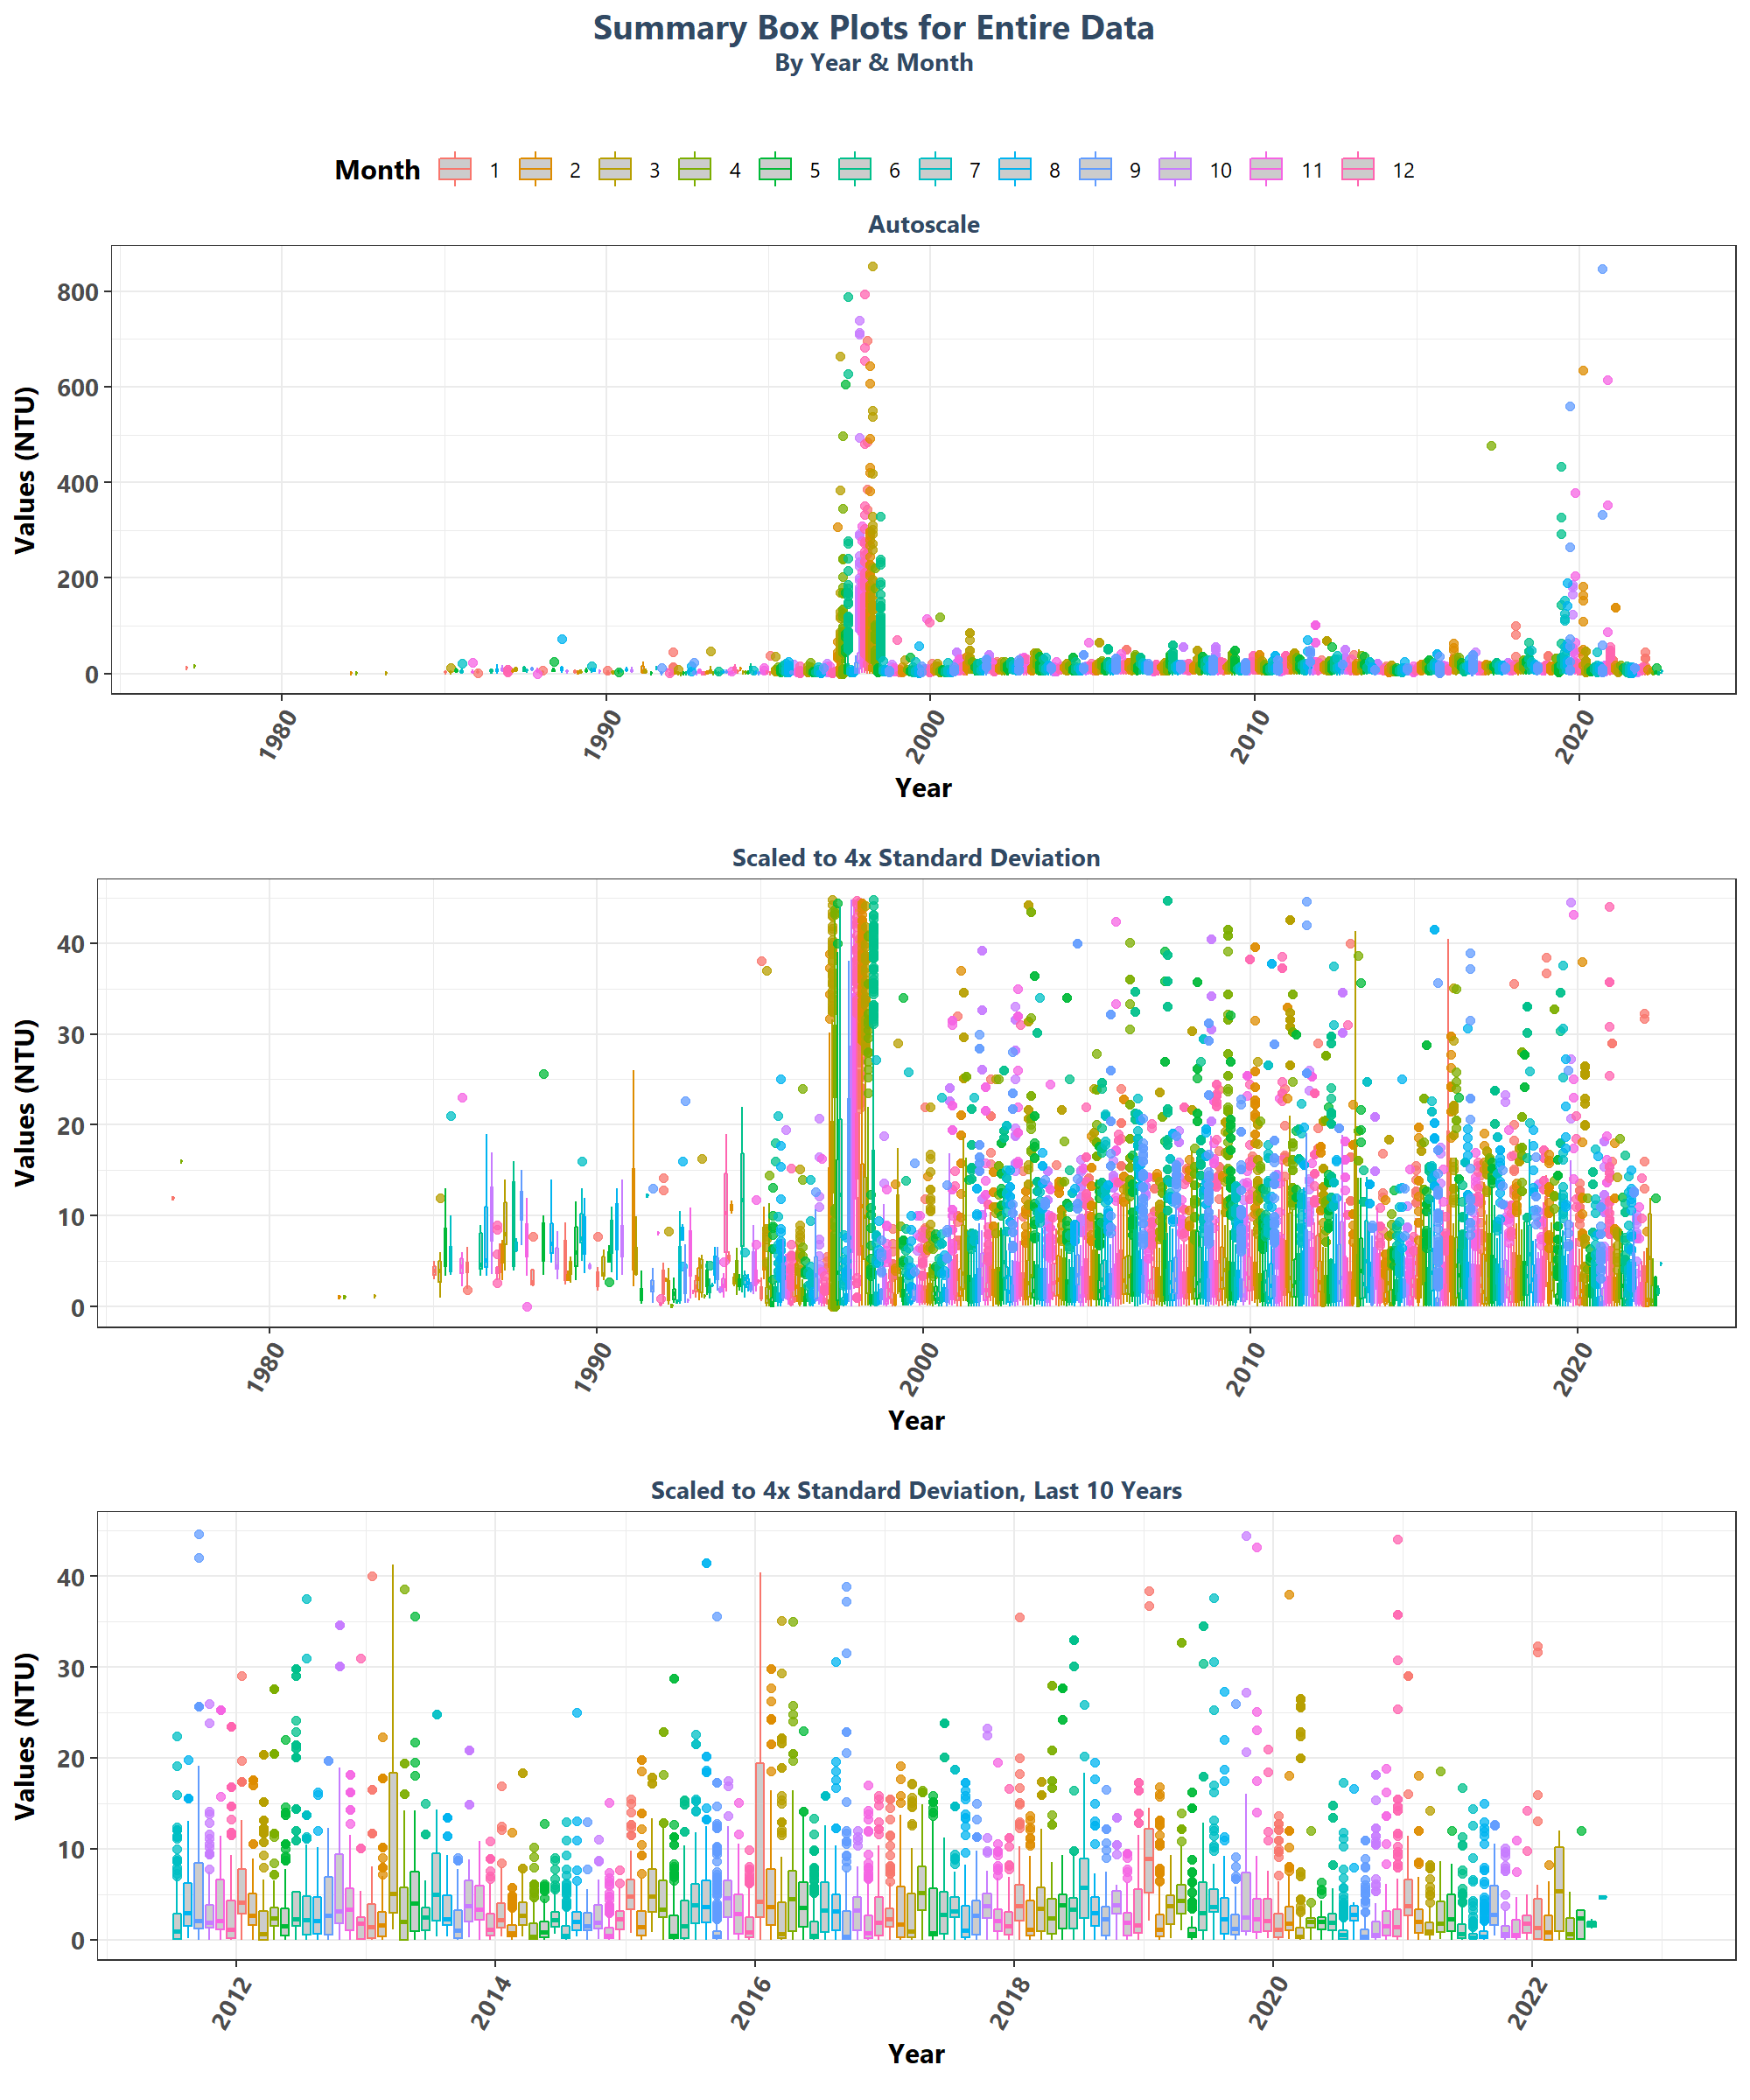 Summary Box Plots for Entire Data
By Year & Month
Month 1 2 3 4 5 6 7 8 9 10 11 12
Autoscale
Values (NTU)
800
600
400
200
0
1980 1990 2000 2010 2020
Year
Scaled to 4x Standard Deviation
Values (NTU)
40
30
20
10
0
1980 1990 2000 2010 2020
Year
Scaled to 4x Standard Deviation, Last 10 Years
Values (NTU)
40
30
20
10
0
2012 2014 2016 2018 2020 2022
Year